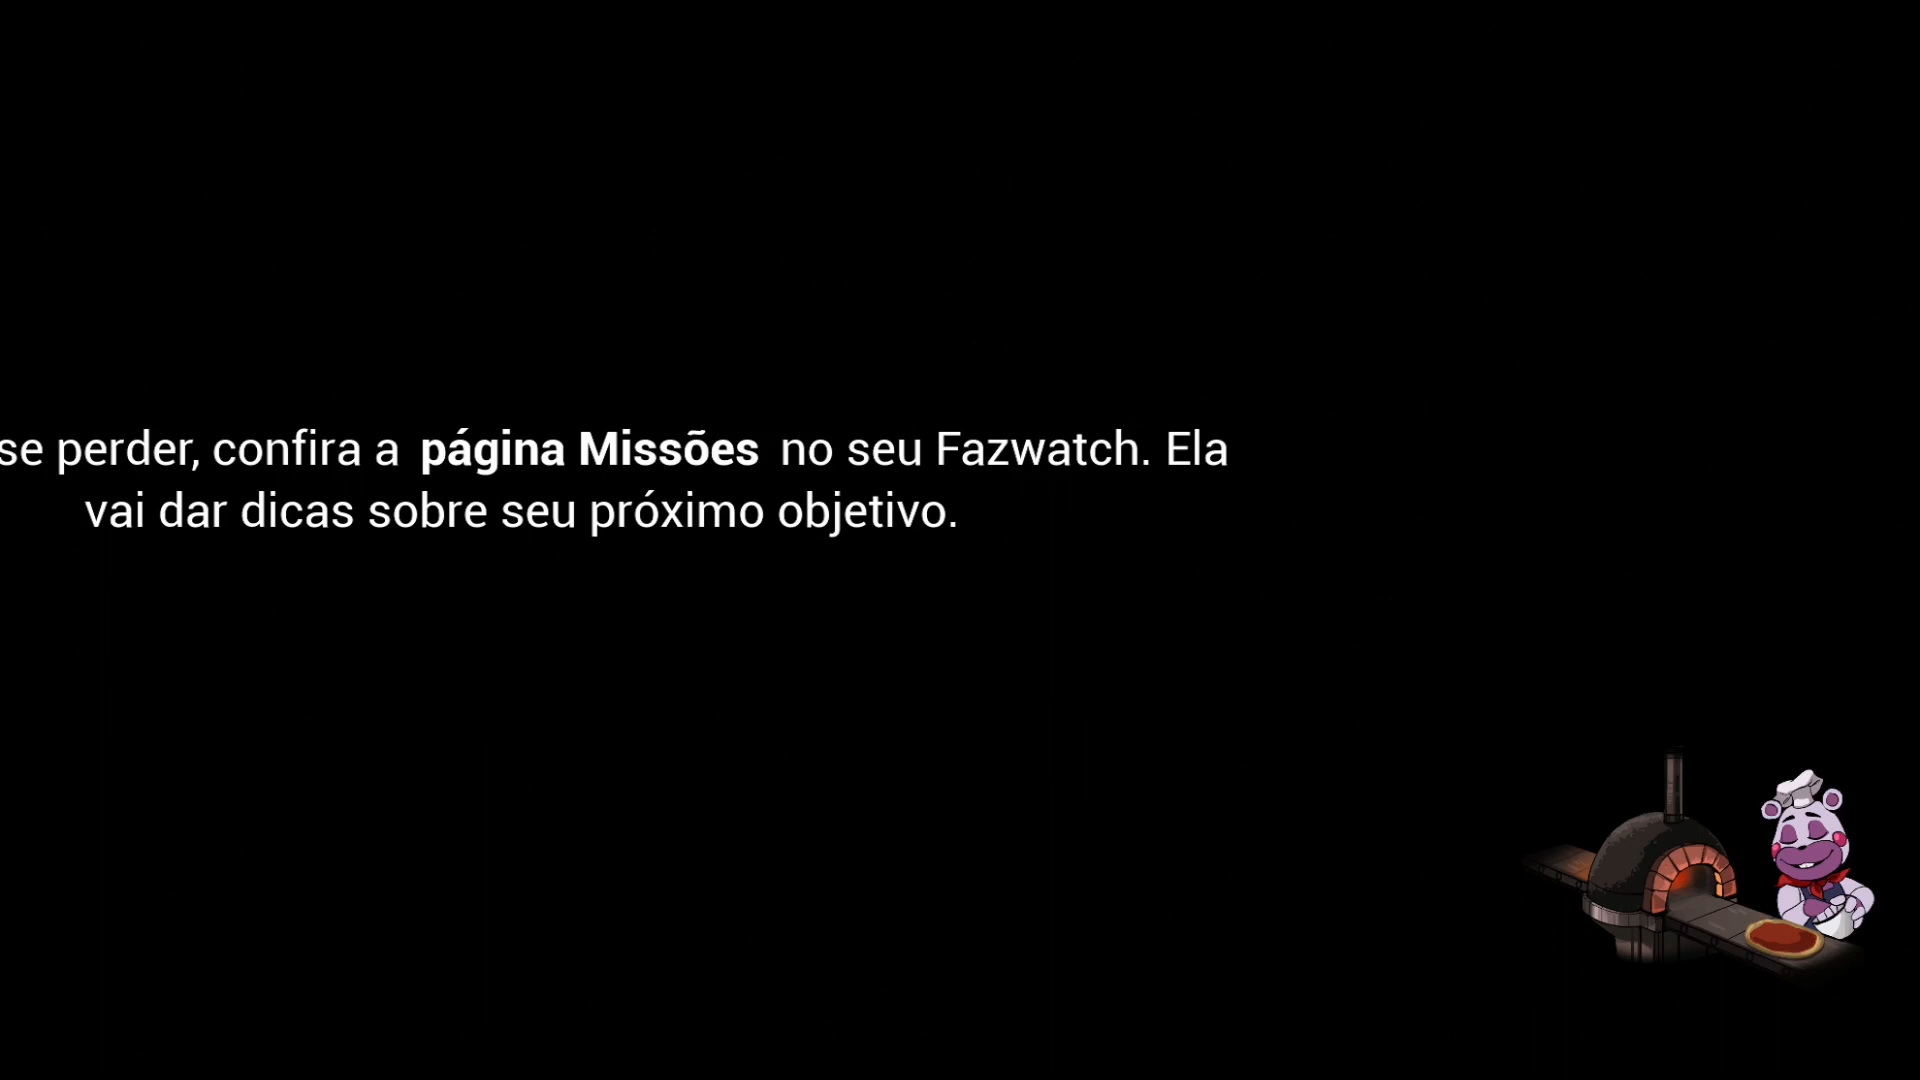 se perder, confira a página Missões no seu Fazwatch. Ela
vai dar dicas sobre seu próximo objetivo.